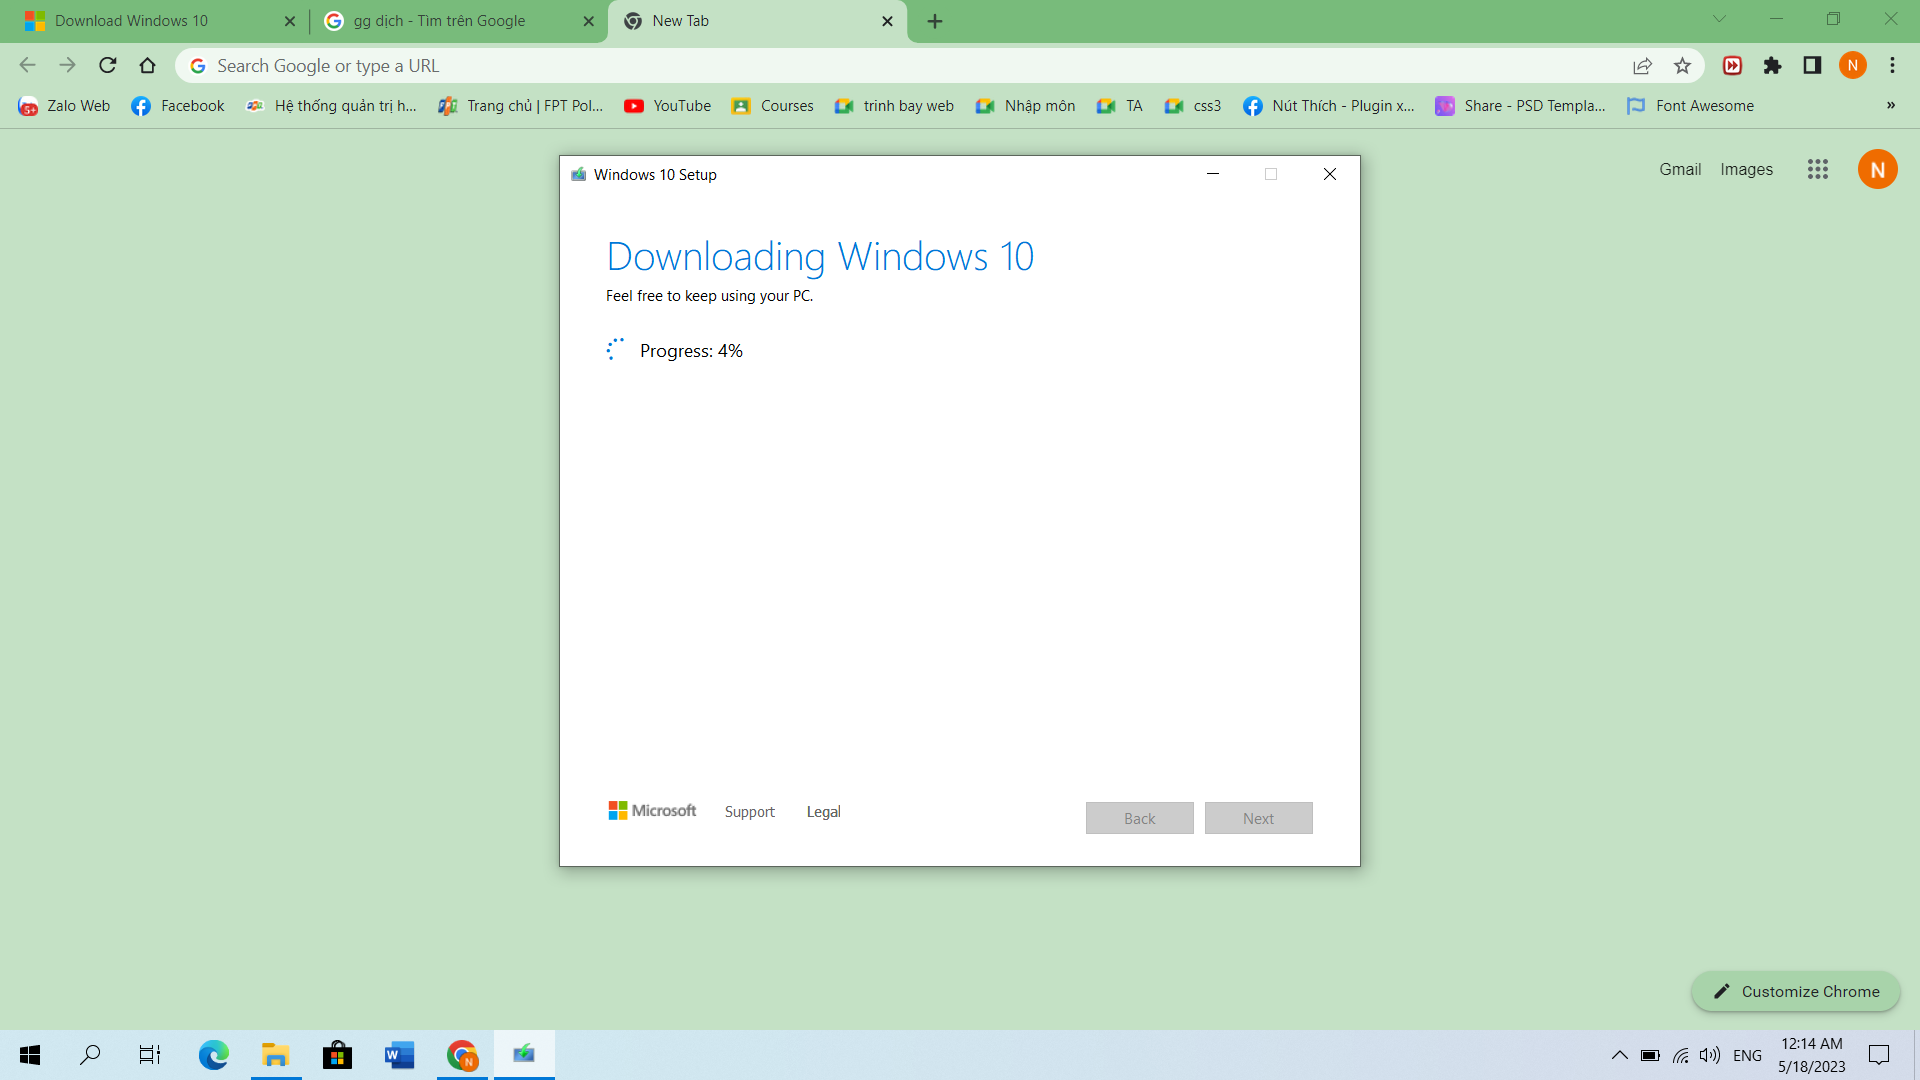 Download Windows 10
gg dịch - Tìm trên Google
New Tab
Search Google or type a URL
N
Zalo Web
Facebook
Hệ thống quản trị h...
Trang chủ | FPT Pol...
YouTube
Courses
trinh bay web
Nhập môn
TA
css3
Nút Thích - Plugin x...
Share - PSD Templa...
Font Awesome
»
Gmail
Images
N
Windows 10 Setup
Downloading Windows 10
Feel free to keep using your PC.
Progress: 4%
Microsoft
Support
Legal
Back
Next
Customize Chrome
ENG
12:14 AM
5/18/2023